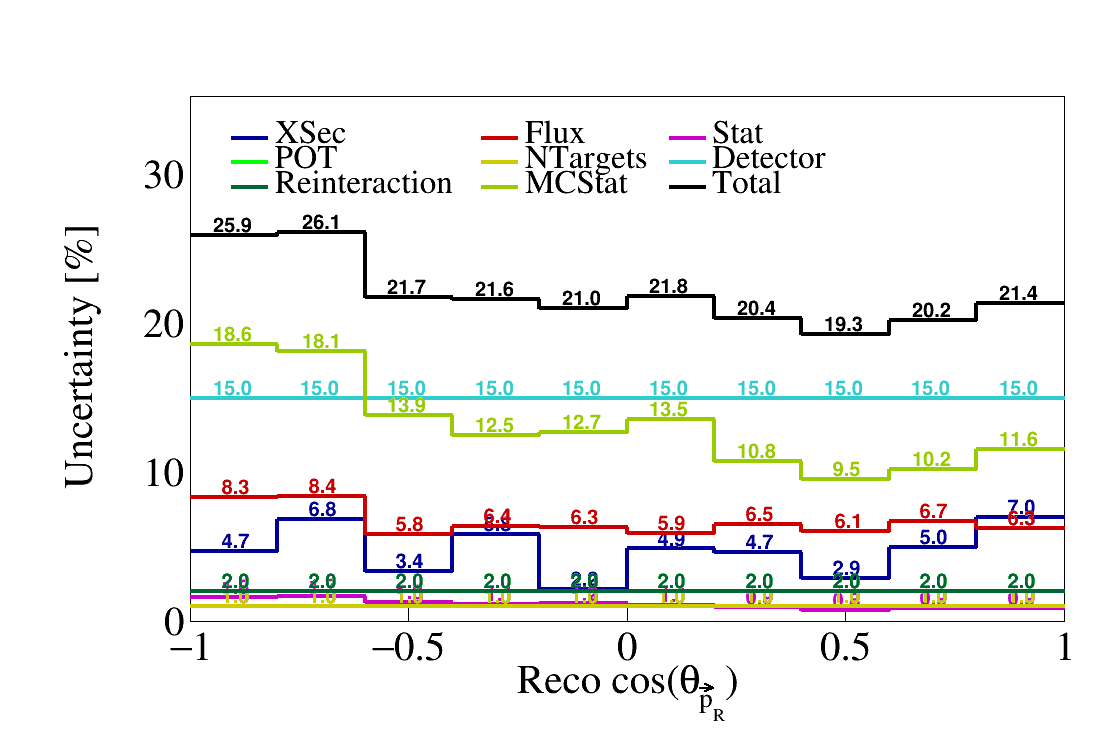 XSec Flux Stat
POT NTargets Detector
Reinteraction MCStat Total
Uncertainty [%]
30
20
10
0
25.9 26.1 21.7 21.6 21.0 21.8 20.4 19.3 20.2 21.4
18.6 18.1 13.9 12.5 12.7 13.5 10.8 9.5 10.2 11.6
15.0 15.0 15.0 15.0 15.0 15.0 15.0 15.0 15.0 15.0
8.3 8.4 5.8 6.4 6.3 5.9 6.5 6.1 6.7 6.3
4.7 6.8 3.4 4.9 4.7 2.9 5.0 7.0
2.0 2.0 2.0 2.0 2.0 2.0 2.0 2.0 2.0 2.0
−1 −0.5 0 0.5 1
Reco cos(θp⃗R)